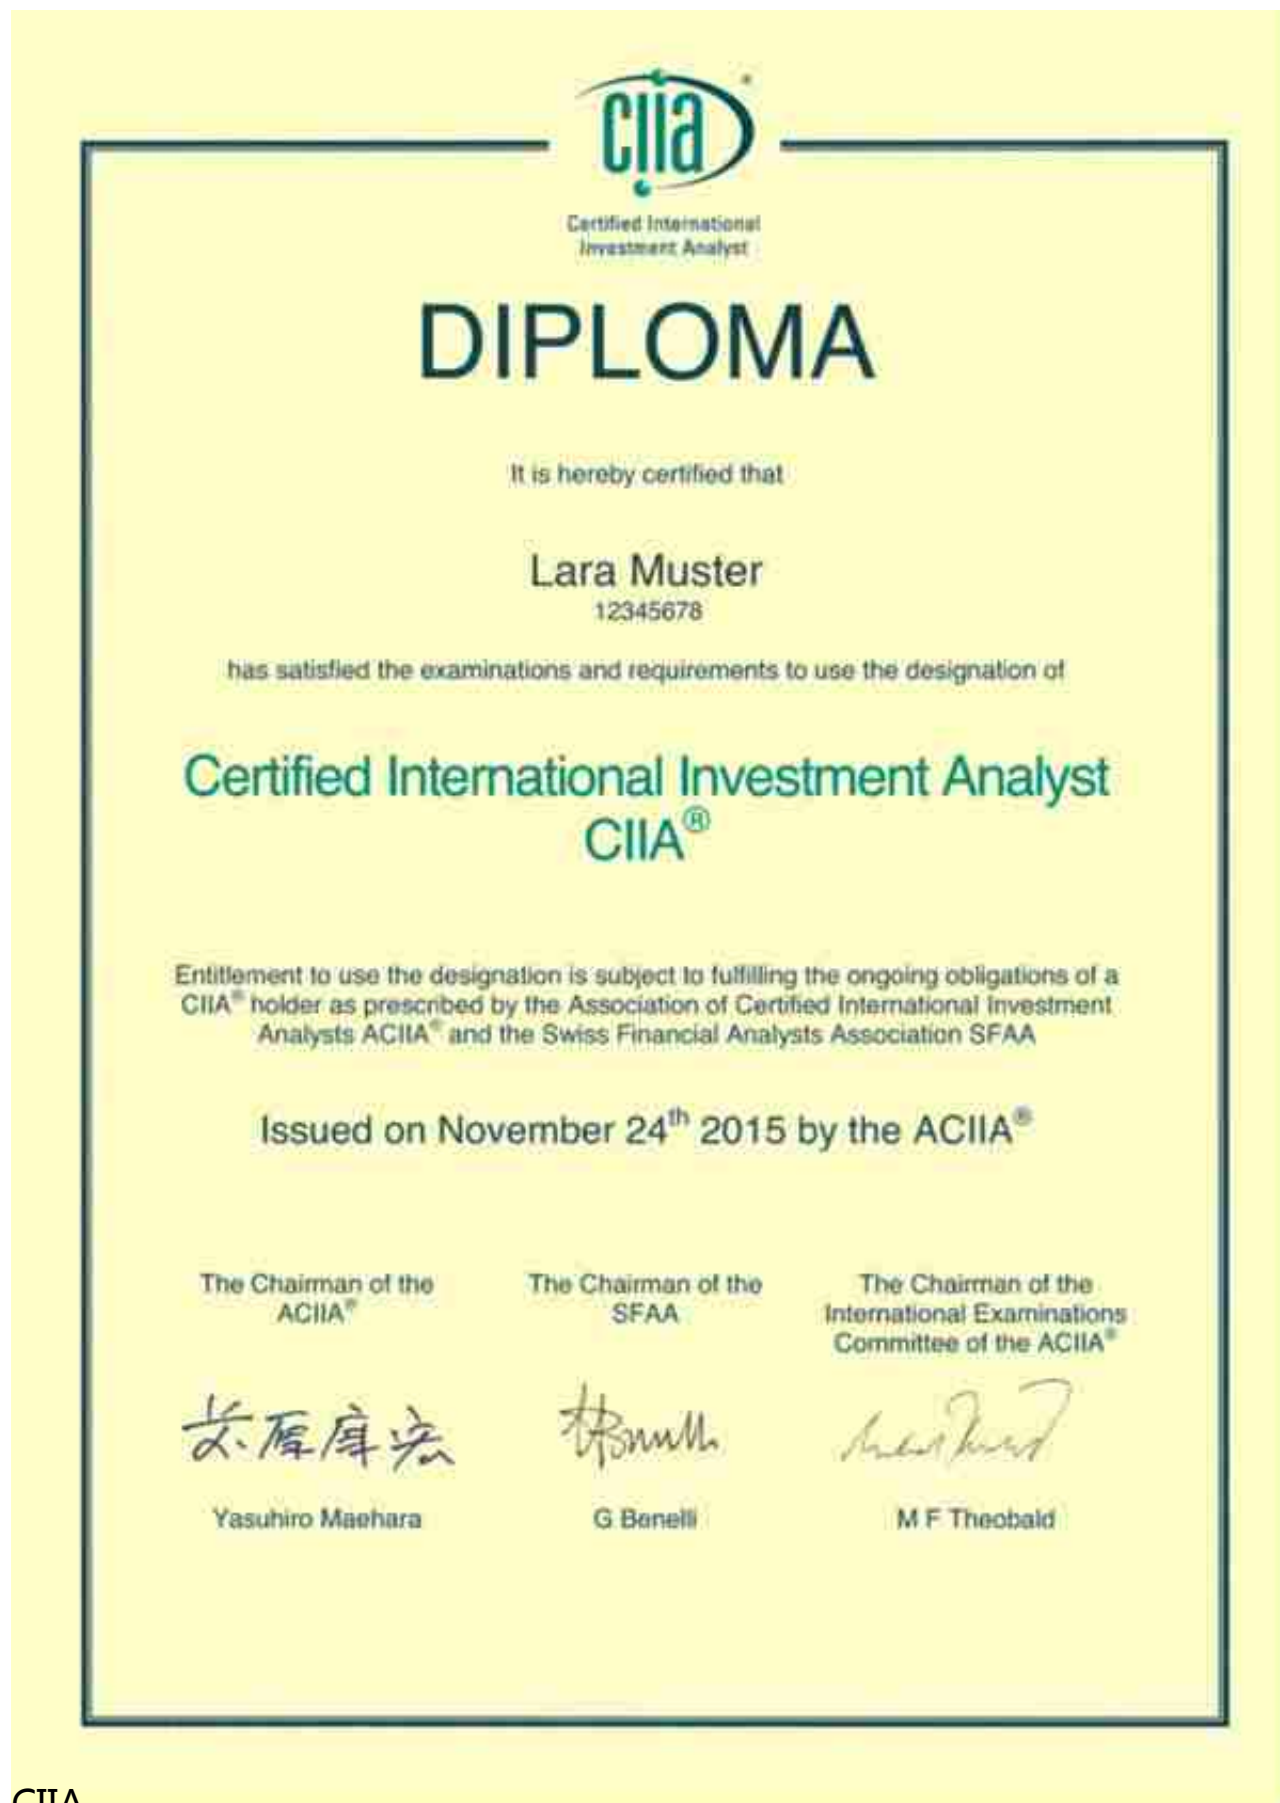 ciia®
Certified International
Investment Analyst
DIPLOMA
It is hereby certified that
Lara Muster
12345678
has satisfied the examinations and requirements to use the designation of
Certified International Investment Analyst
CIIA®
Entitlement to use the designation is subject to fulfilling the ongoing obligations of a
CIIA® holder as prescribed by the Association of Certified International Investment
Analysts ACIIA® and the Swiss Financial Analysts Association SFAA
Issued on November 24th 2015 by the ACIIA®
The Chairman of the
ACIIA®
The Chairman of the
SFAA
The Chairman of the
International Examinations
Committee of the ACIIA®
Yasuhiro Maehara
G Benelli
M F Theobald
CIIA